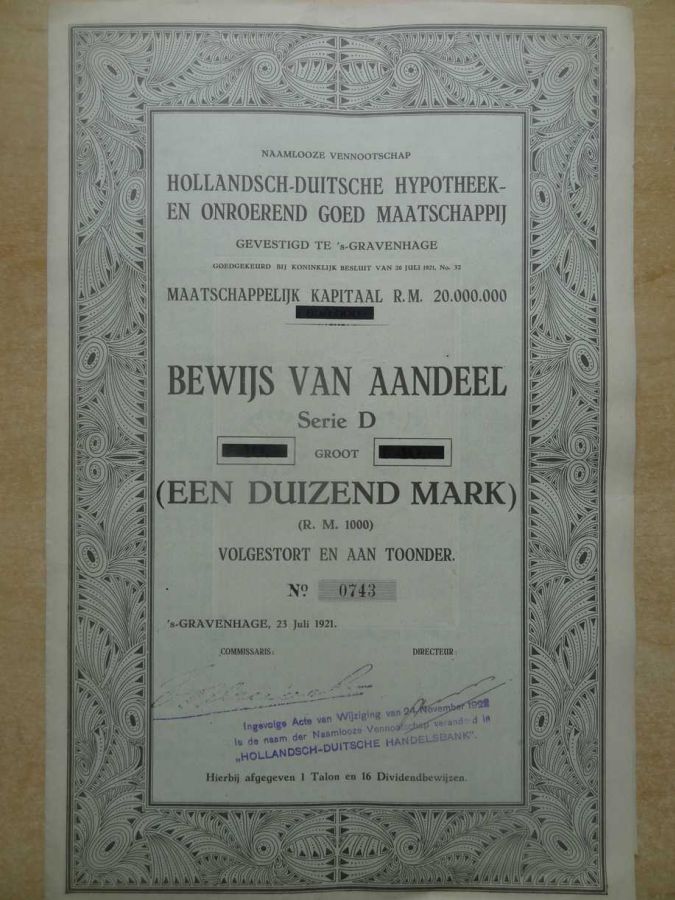 NAAMLOOZE VENNOOTSCHAP
HOLLANDSCH-DUITSCHE HYPOTHEEK-
EN ONROEREND GOED MAATSCHAPPIJ
GEVESTIGD TE 's-GRAVENHAGE
GOEDGEKEURD BIJ KONINKLIJK BESLUIT VAN 20 JULI 1921, No. 32
MAATSCHAPPELIJK KAPITAAL R.M. 20.000.000
BEWIJS VAN AANDEEL
Serie D
GROOT
(EEN DUIZEND MARK)
(R. M. 1000)
VOLGESTORT EN AAN TOONDER.
No 0743
's-GRAVENHAGE, 23 Juli 1921.
COMMISSARIS: DIRECTEUR:
Ingevolge Acte van Wijziging van 24 November 1922
is de naam der Naamlooze Vennootschap veranderd in
„HOLLANDSCH-DUITSCHE HANDELSBANK".
Hierbij afgegeven 1 Talon en 16 Dividendbewijzen.